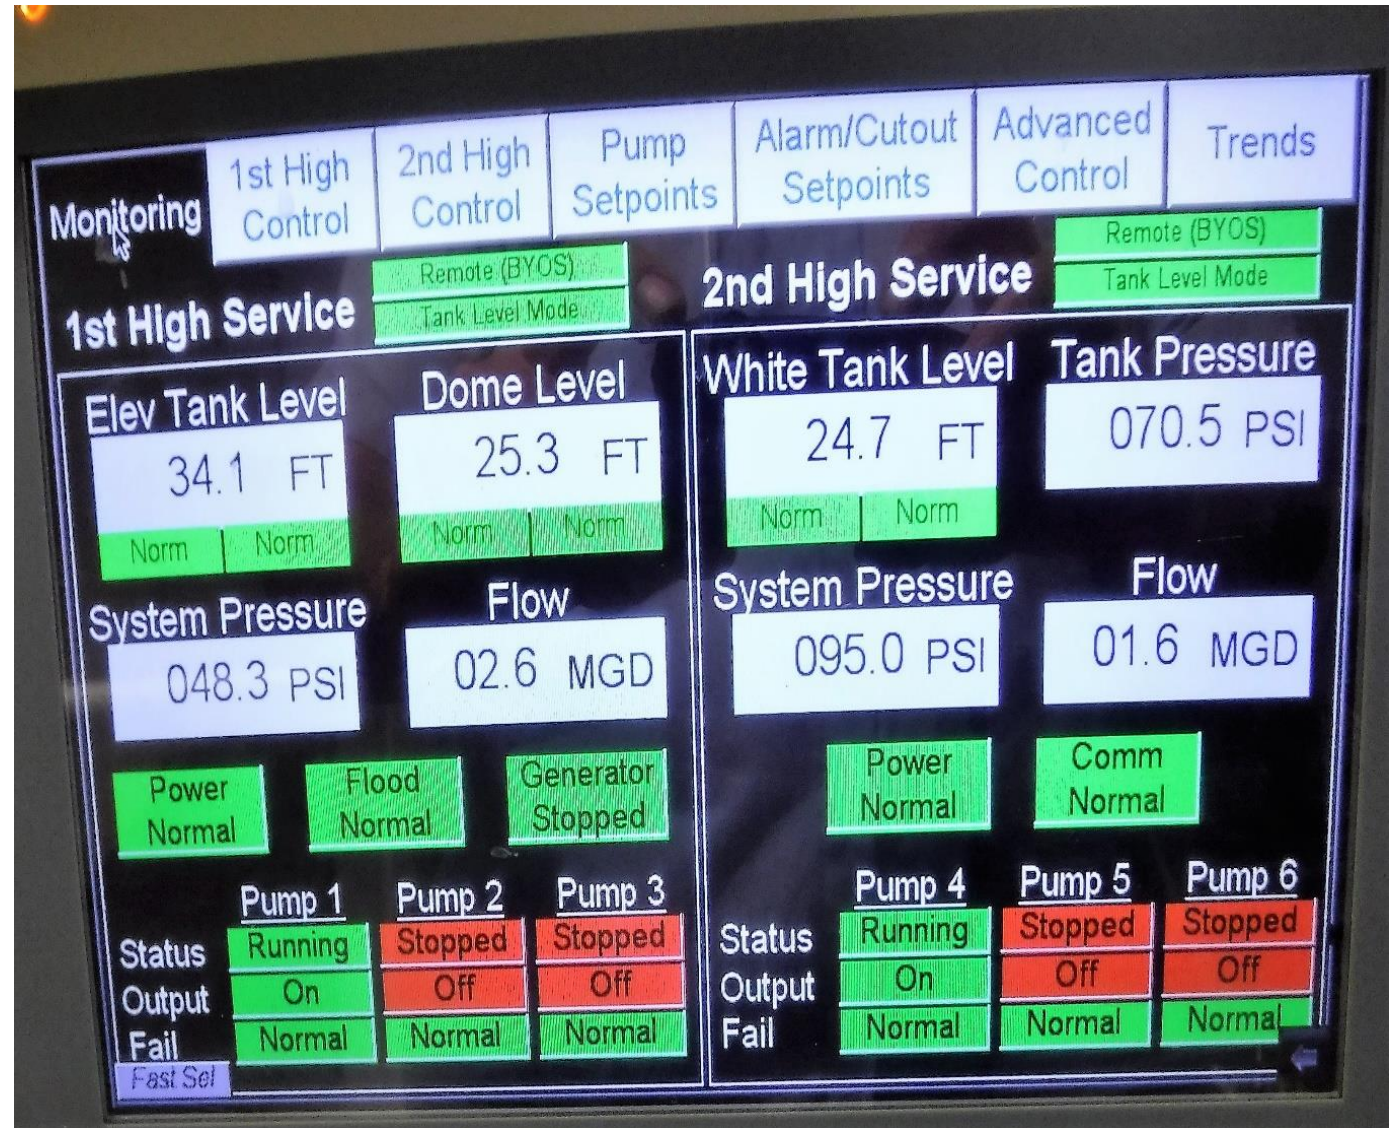 Monitoring
1st High
Control
2nd High
Control
Pump
Setpoints
Alarm/Cutout
Setpoints
Advanced
Control
Trends
1st High Service
Remote (BYOS)
Tank Level Mode
Elev Tank Level
34.1 FT
Norm Norm
Dome Level
25.3 FT
Norm Norm
System Pressure
048.3 PSI
Flow
02.6 MGD
Power
Normal
Flood
Normal
Generator
Stopped
Pump 1 Pump 2 Pump 3
Status Running Stopped Stopped
Output On Off Off
Fail Normal Normal Normal
Fast Sel
2nd High Service
Remote (BYOS)
Tank Level Mode
White Tank Level
24.7 FT
Norm Norm
Tank Pressure
070.5 PSI
System Pressure
095.0 PSI
Flow
01.6 MGD
Power
Normal
Comm
Normal
Pump 4 Pump 5 Pump 6
Status Running Stopped Stopped
Output On Off Off
Fail Normal Normal Normal